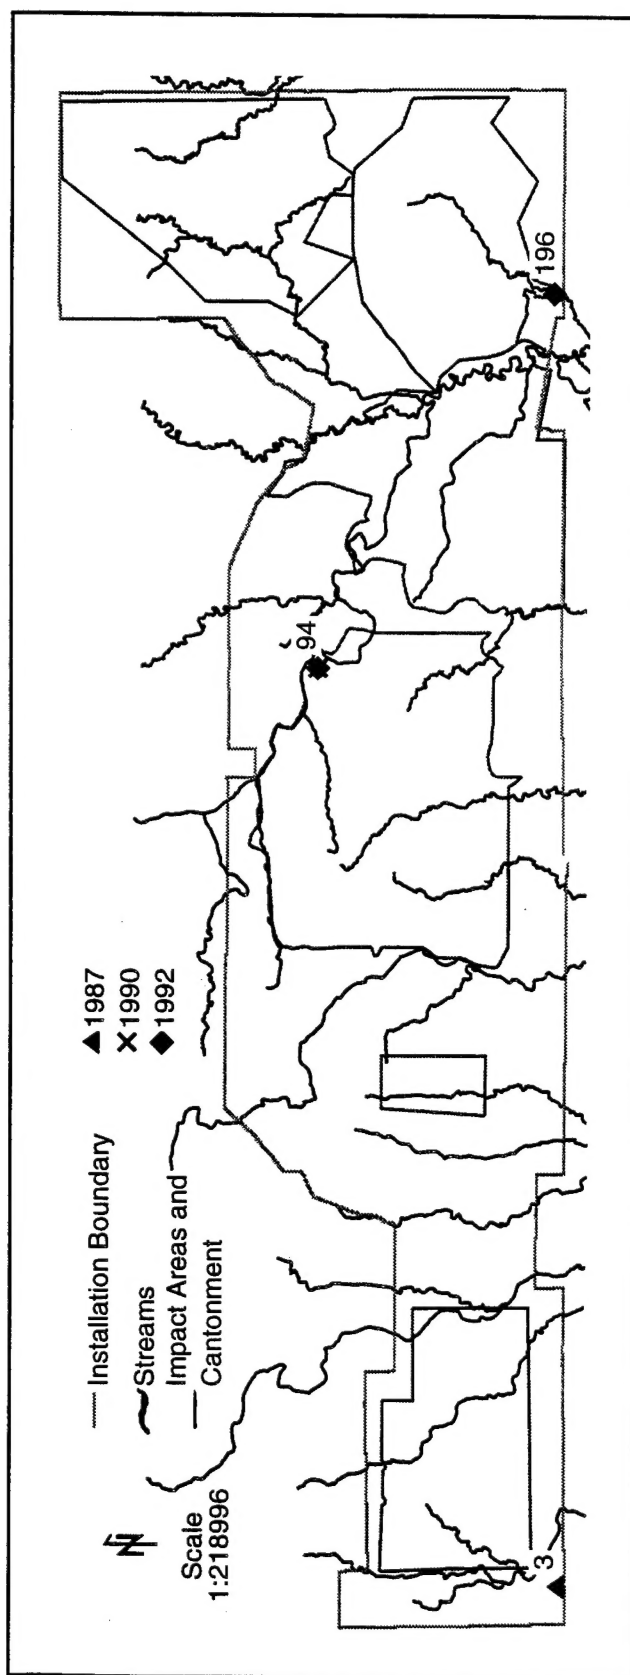 N
Scale
1:218996
Installation Boundary
Streams
Impact Areas and
Cantonment
1987
1990
1992
3
94
196